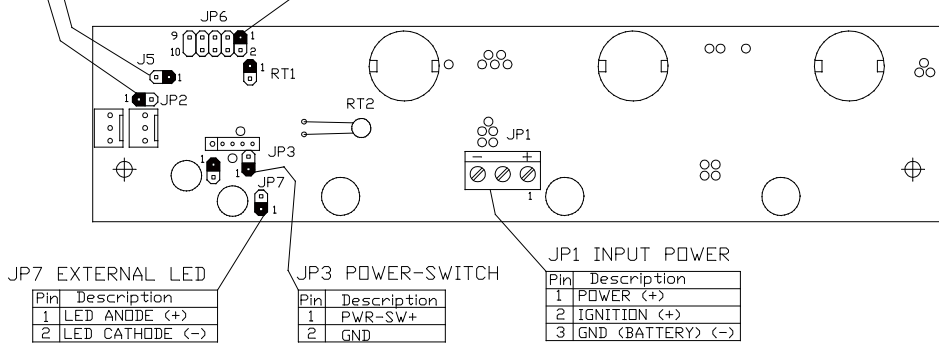 JP6
9 1
10 2
J5
1
1
RT1
1 JP2
RT2
JP1
- +
1
1
JP3
1
JP7
1
JP7 EXTERNAL LED
Pin Description
1 LED ANODE (+)
2 LED CATHODE (-)
JP3 POWER-SWITCH
Pin Description
1 PWR-SW+
2 GND
JP1 INPUT POWER
Pin Description
1 POWER (+)
2 IGNITION (+)
3 GND (BATTERY) (-)